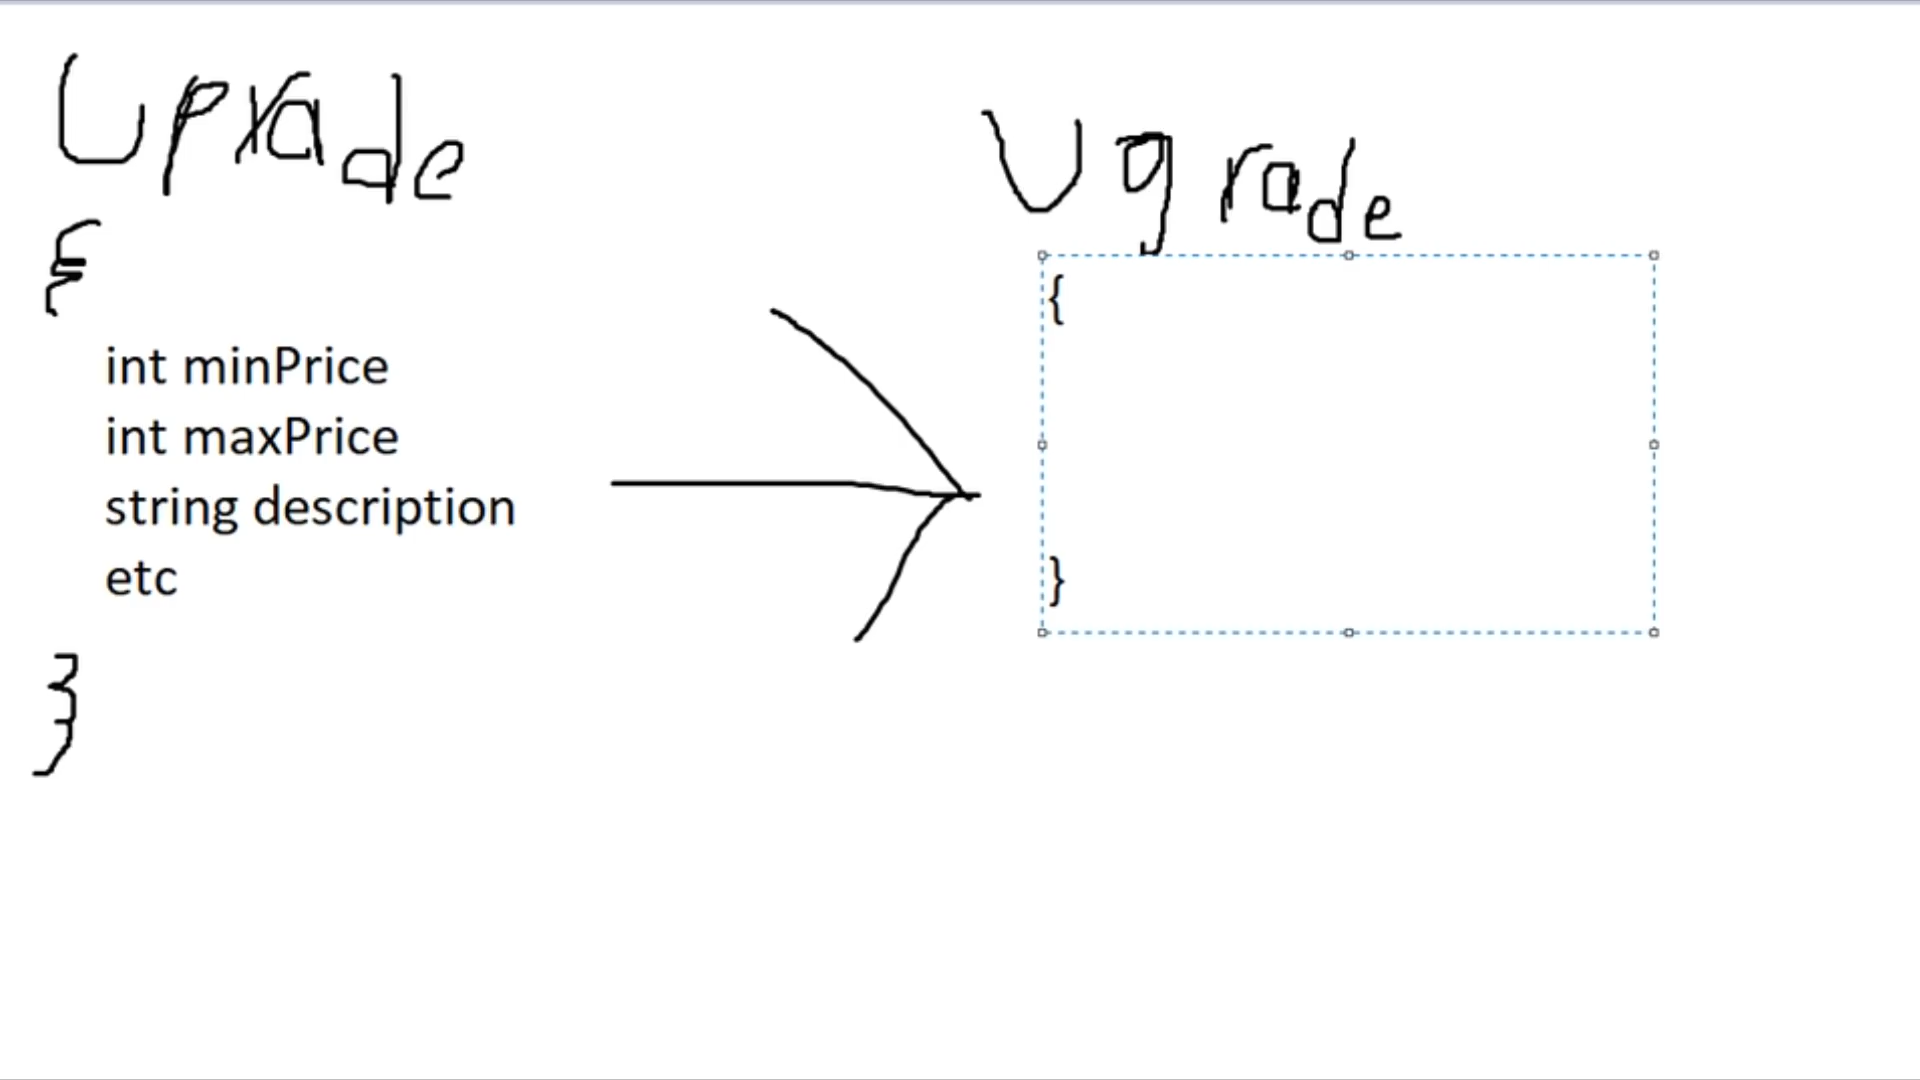 Uprade
{
int minPrice
int maxPrice
string description
etc
}
Ugrade
{
}